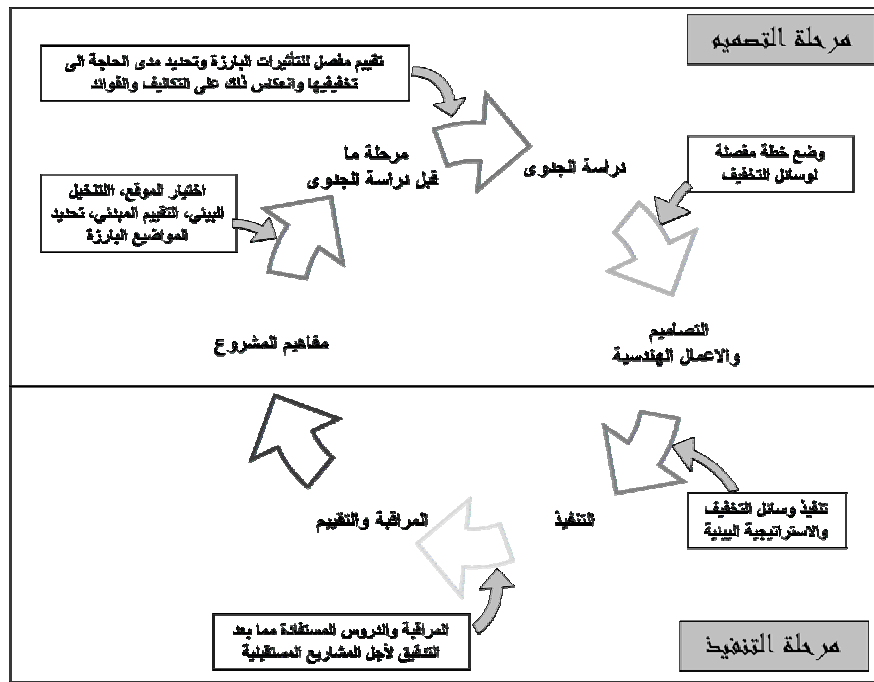 مرحلة التصميم
تقييم مفصل للتأثيرات البارزة وتحديد مدى الحاجة الى
تخفيفها وانعكاس ذلك على التكاليف والفوائد
مرحلة ما
قبل دراسة الجدوى
دراسة الجدوى
وضع خطة مفصلة
لوسائل التخفيف
اختيار الموقع، التنخيل
البيئي، التقييم المبدئي، تحديد
المواضيع البارزة
مفاهيم المشروع
التصاميم
والاعمال الهندسية
تنفيذ وسائل التخفيف
والاستراتيجية البيئية
التنفيذ
المراقبة والتقييم
المراقبة والدروس المستفادة مما بعد
التدقيق لأجل المشاريع المستقبلية
مرحلة التنفيذ